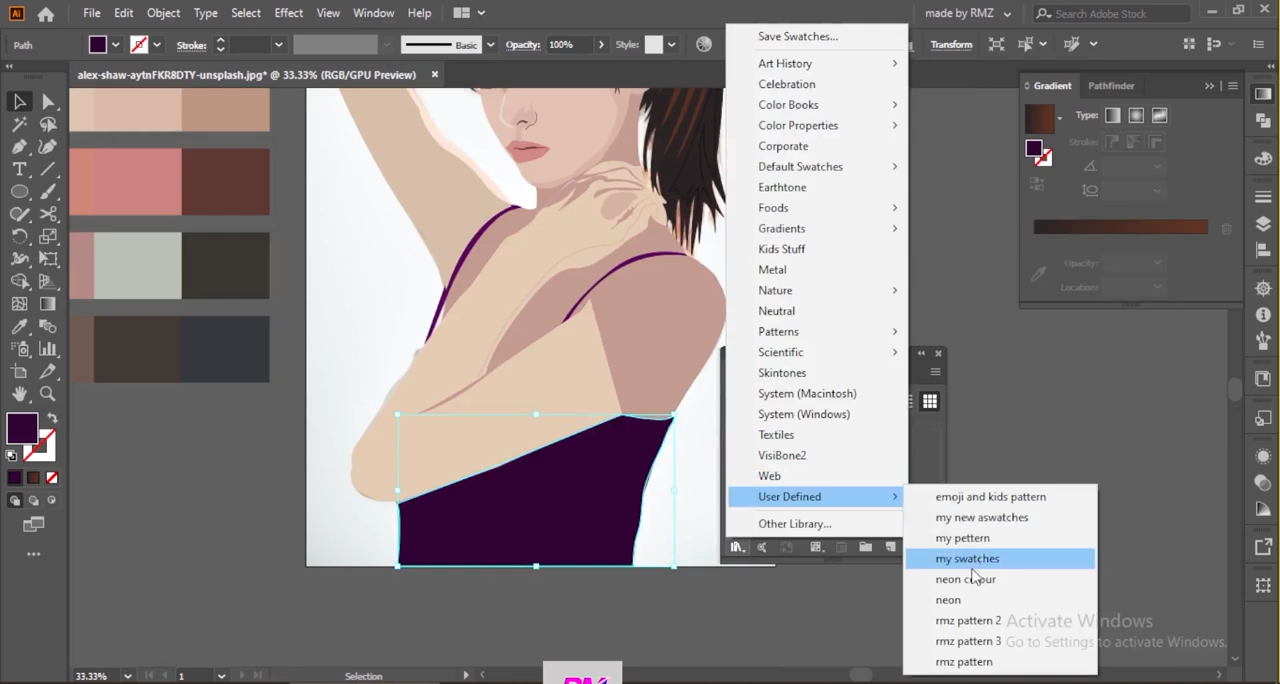 Ai
File Edit Object Type Select Effect View Window Help
made by RMZ
Search Adobe Stock
Path
Stroke:
Basic
Opacity: 100%
Style:
Transform
alex-shaw-aytnFKR8DTY-unsplash.jpg* @ 33.33% (RGB/GPU Preview)
Save Swatches...
Art History
Celebration
Color Books
Color Properties
Corporate
Default Swatches
Earthtone
Foods
Gradients
Kids Stuff
Metal
Nature
Neutral
Patterns
Scientific
Skintones
System (Macintosh)
System (Windows)
Textiles
VisiBone2
Web
User Defined
Other Library...
emoji and kids pattern
my new aswatches
my pettern
my swatches
neon colour
neon
rmz pattern 2
rmz pattern 3
rmz pattern
Gradient Pathfinder
Type:
Stroke:
Opacity:
Location:
Activate Windows
Go to Settings to activate Windows.
33.33%
1
Selection